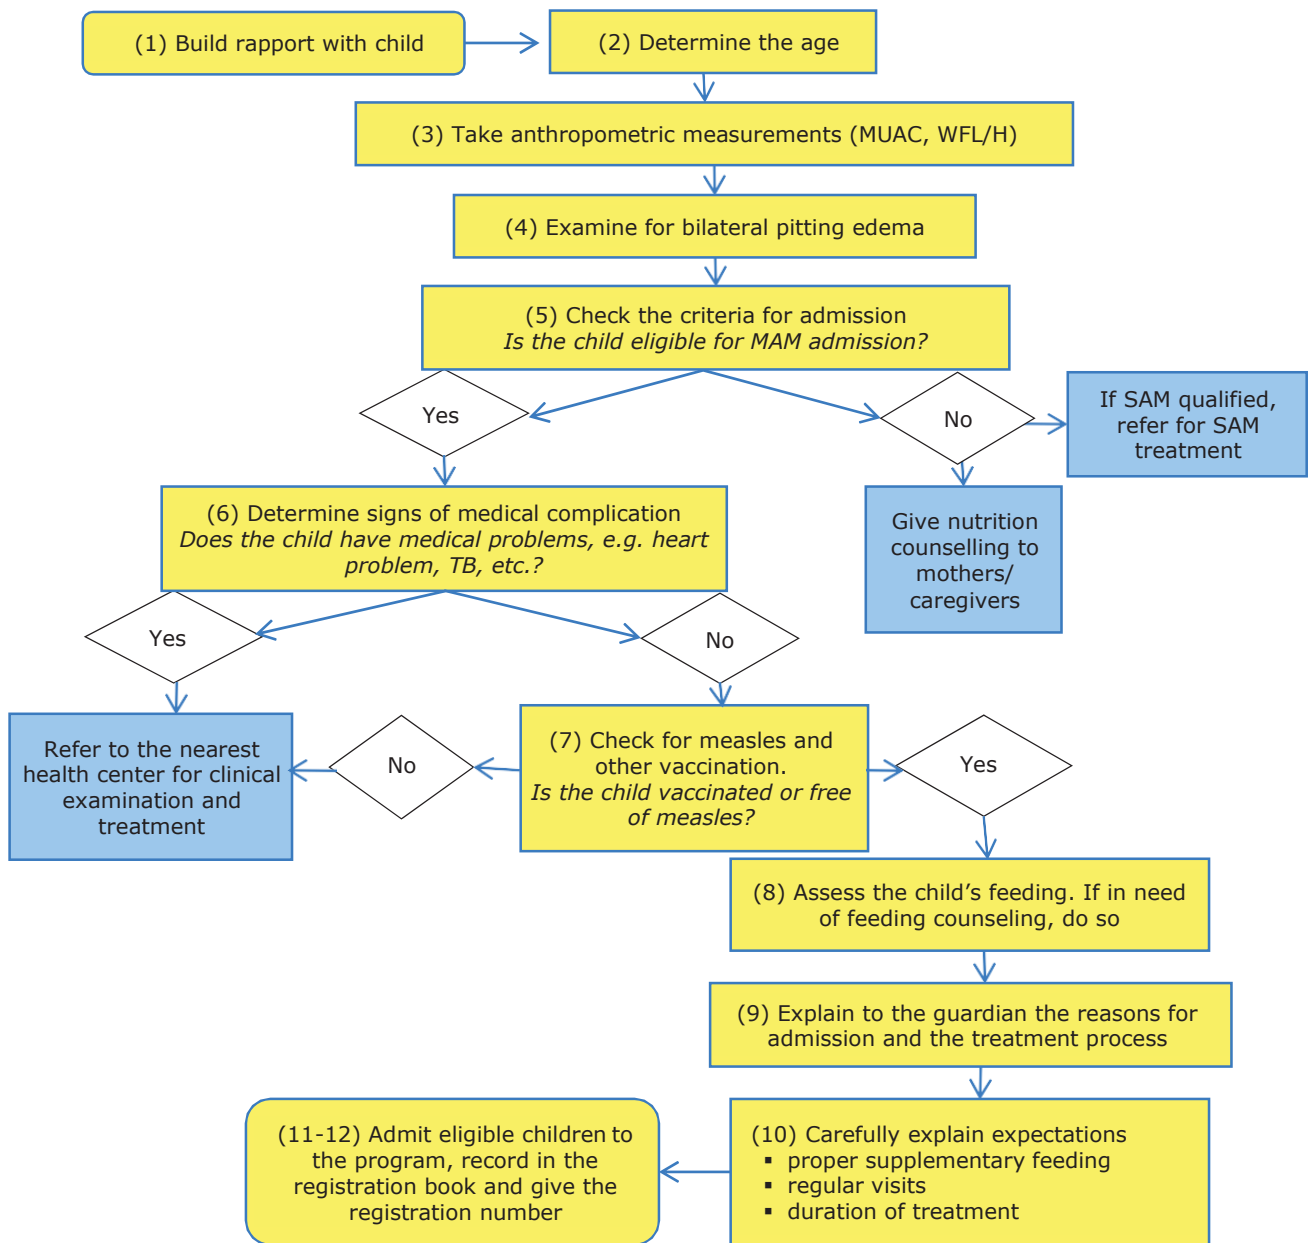 (1) Build rapport with child
(2) Determine the age
(3) Take anthropometric measurements (MUAC, WFL/H)
(4) Examine for bilateral pitting edema
(5) Check the criteria for admission
Is the child eligible for MAM admission?
Yes
No
If SAM qualified,
refer for SAM
treatment
Give nutrition
counselling to
mothers/
caregivers
(6) Determine signs of medical complication
Does the child have medical problems, e.g. heart
problem, TB, etc.?
Yes
No
Refer to the nearest
health center for clinical
examination and
treatment
No
(7) Check for measles and
other vaccination.
Is the child vaccinated or free
of measles?
Yes
(8) Assess the child’s feeding. If in need
of feeding counseling, do so
(9) Explain to the guardian the reasons for
admission and the treatment process
(10) Carefully explain expectations
▪ proper supplementary feeding
▪ regular visits
▪ duration of treatment
(11-12) Admit eligible children to
the program, record in the
registration book and give the
registration number